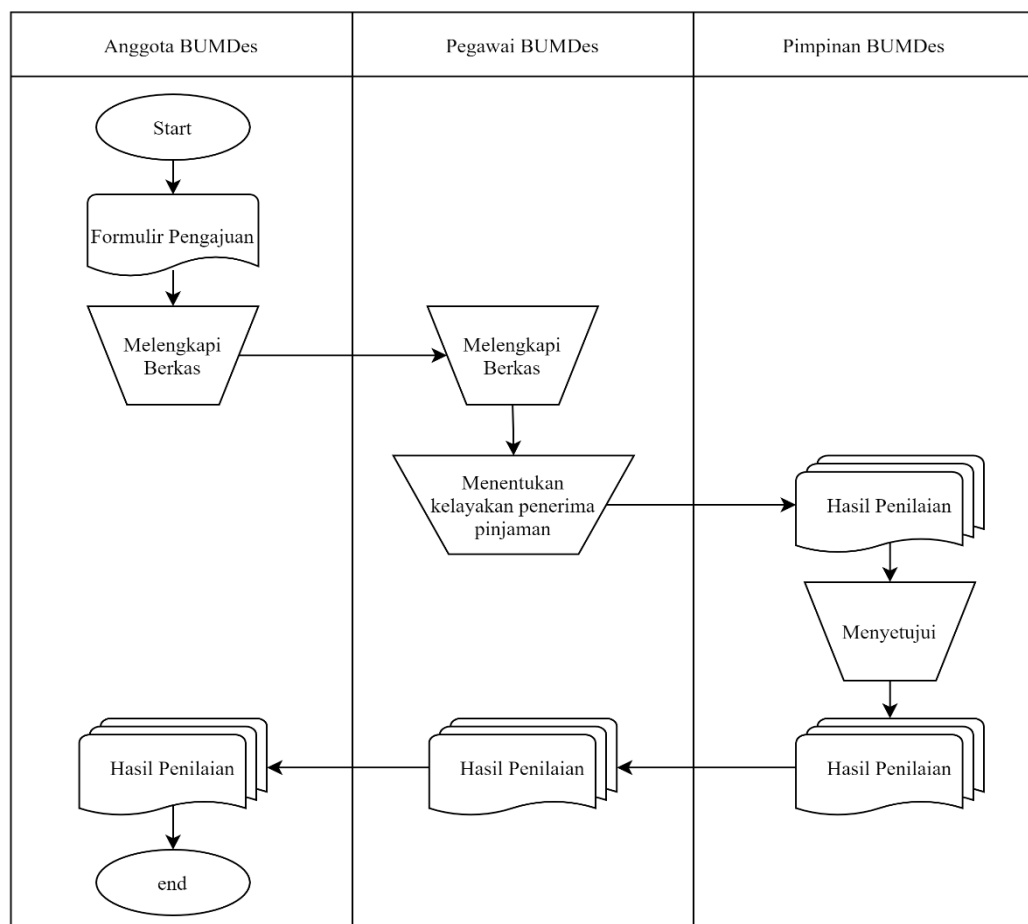 Anggota BUMDes
Pegawai BUMDes
Pimpinan BUMDes
Start
Formulir Pengajuan
Melengkapi
Berkas
Melengkapi
Berkas
Menentukan
kelayakan penerima
pinjaman
Hasil Penilaian
Menyetujui
Hasil Penilaian
Hasil Penilaian
Hasil Penilaian
end